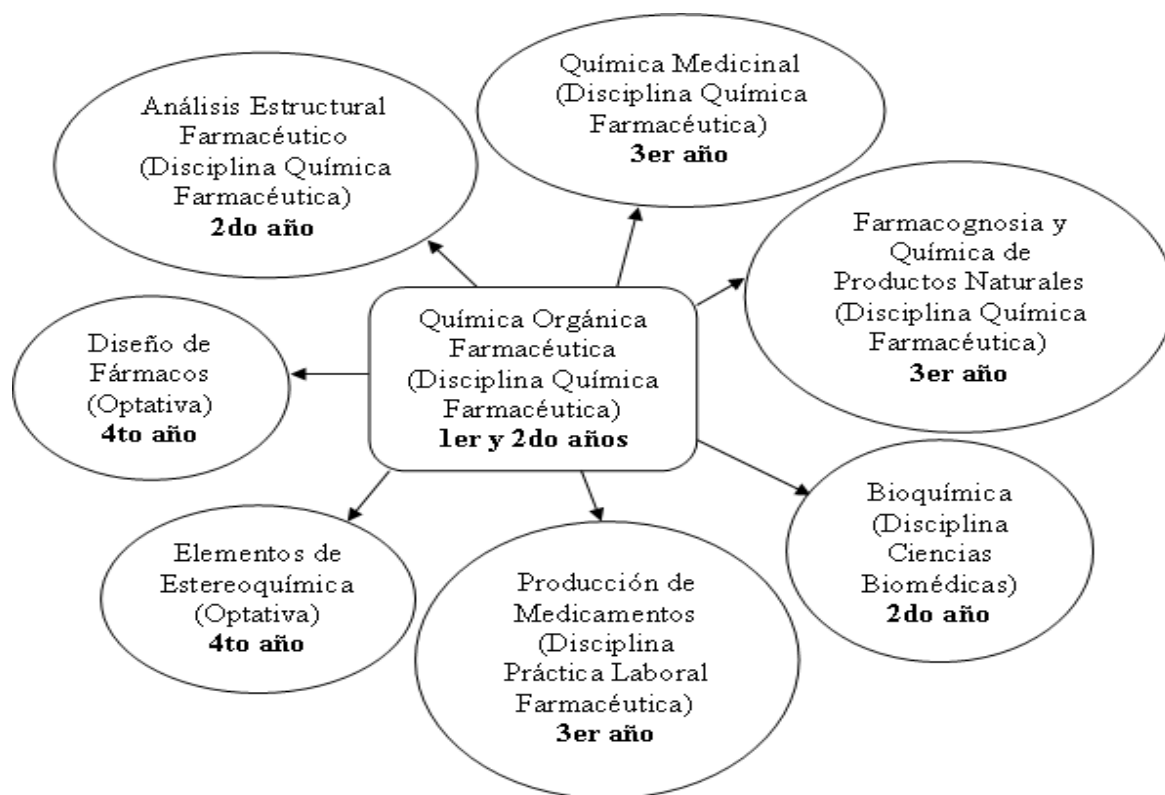 Análisis Estructural
Farmacéutico
(Disciplina Química
Farmacéutica)
2do año
Química Medicinal
(Disciplina Química
Farmacéutica)
3er año
Farmacognosia y
Química de
Productos Naturales
(Disciplina Química
Farmacéutica)
3er año
Química Orgánica
Farmacéutica
(Disciplina Química
Farmacéutica)
1er y 2do años
Diseño de
Fármacos
(Optativa)
4to año
Bioquímica
(Disciplina
Ciencias
Biomédicas)
2do año
Elementos de
Estereoquímica
(Optativa)
4to año
Producción de
Medicamentos
(Disciplina
Práctica Laboral
Farmacéutica)
3er año